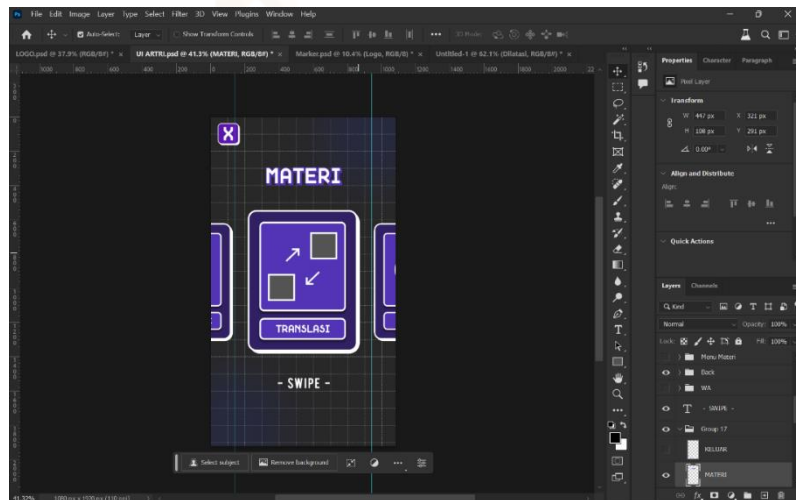 File Edit Image Layer Type Select Filter 3D View Plugins Window Help
Auto-Select: Layer Show Transform Controls 3D Mode:
LOGO.psd @ 37.9% (RGB/8#) * × UI ARTRI.psd @ 41.3% (MATERI, RGB/8#) * × Marker.psd @ 10.4% (Logo, RGB/8) * × Untitled-1 @ 62.1% (Dilatasi, RGB/8#) * ×
X
MATERI
TRANSLASI
- SWIPE -
Select subject Remove background
41.32%
Properties Character Paragraph
Pixel Layer
Transform
W 447 px X 321 px
H 108 px Y 291 px
0.00°
Align and Distribute
Align:
Quick Actions
Layers Channels
Q Kind
Normal Opacity: 100%
Lock: Fill: 100%
Menu Materi
Back
WA
T - SWIPE -
Group 17
KELUAR
MATERI
fx